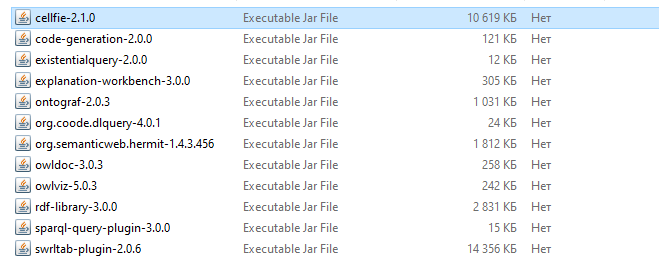 cellfie-2.1.0 Executable Jar File 10 619 КБ Нет
code-generation-2.0.0 Executable Jar File 121 КБ Нет
existentialquery-2.0.0 Executable Jar File 12 КБ Нет
explanation-workbench-3.0.0 Executable Jar File 305 КБ Нет
ontograf-2.0.3 Executable Jar File 1 031 КБ Нет
org.coode.dlquery-4.0.1 Executable Jar File 24 КБ Нет
org.semanticweb.hermit-1.4.3.456 Executable Jar File 1 812 КБ Нет
owldoc-3.0.3 Executable Jar File 258 КБ Нет
owlviz-5.0.3 Executable Jar File 242 КБ Нет
rdf-library-3.0.0 Executable Jar File 2 831 КБ Нет
sparql-query-plugin-3.0.0 Executable Jar File 15 КБ Нет
swrltab-plugin-2.0.6 Executable Jar File 14 356 КБ Нет